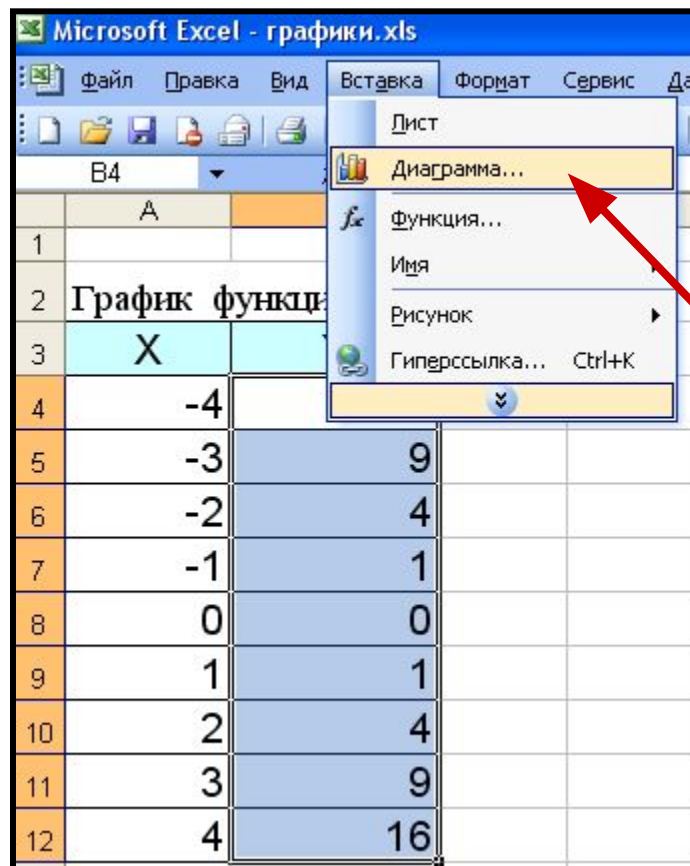 Microsoft Excel - графики.xls
Файл Правка Вид Вставка Формат Сервис
Лист
B4
Диаграмма...
A
fx Функция...
1
Имя
2 График
Рисунок
3 X
Гиперссылка... Ctrl+K
4 -4
5 -3 9
6 -2 4
7 -1 1
8 0 0
9 1 1
10 2 4
11 3 9
12 4 16